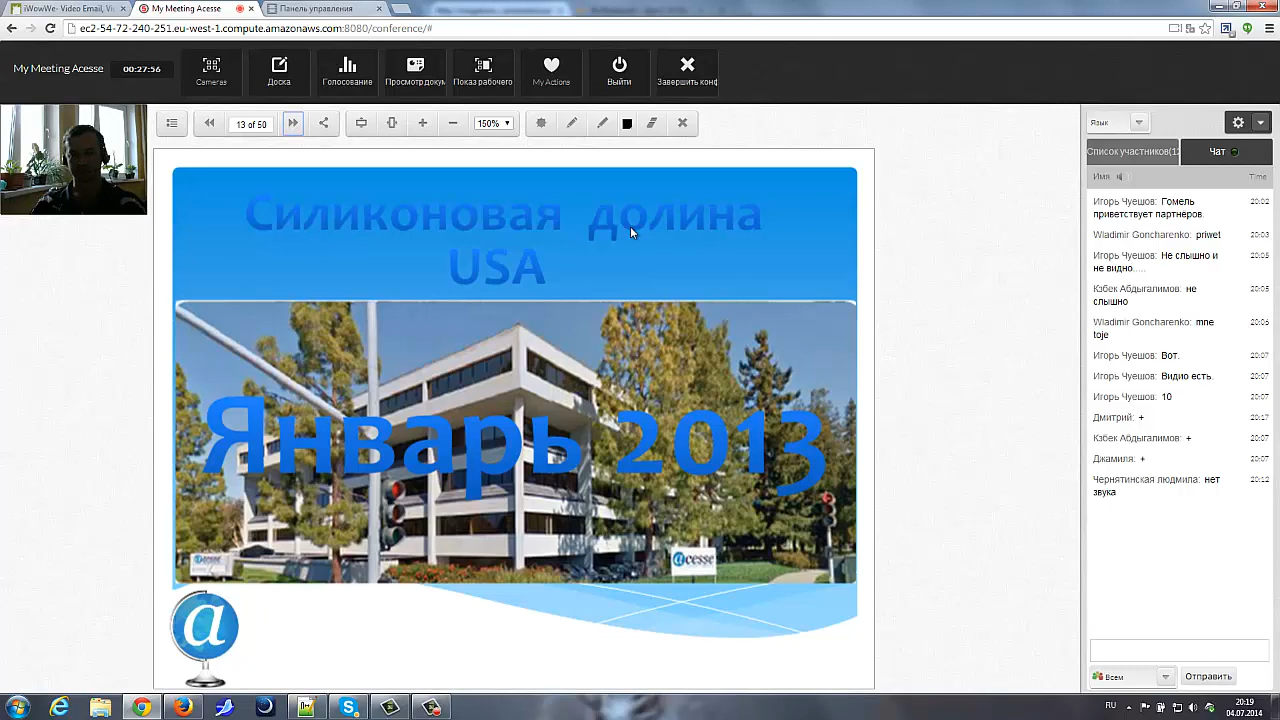 iWowWe- Video Email, Vi
My Meeting Acesse
Панель управления
ec2-54-72-240-251.eu-west-1.compute.amazonaws.com:8080/conference/#
My Meeting Acesse
00:27:56
Cameras
Доска
Голосование
Просмотр докум
Показ рабочего
My Actions
Выйти
Завершить конф
13 of 50
150%
Язык
Список участников(12
Чат
Имя
Time
Игорь Чуешов: Гомель 20:02
приветствует партнеров.
Wladimir Goncharenko: priwet 20:03
Игорь Чуешов: Не слышно и 20:05
не видно.....
Кзбек Абдыгалимов: не 20:05
слышно
Wladimir Goncharenko: mne 20:06
toje
Игорь Чуешов: Вот. 20:07
Игорь Чуешов: Видио есть. 20:07
Игорь Чуешов: 10 20:07
Дмитрий: + 20:17
Кзбек Абдыгалимов: + 20:07
Джамиля: + 20:07
Чернятинская людмила: нет 20:12
звука
Силиконовая долина
USA
Январь 2013
acesse
@cesse
a
Всем
Отправить
RU
20:19
04.07.2014